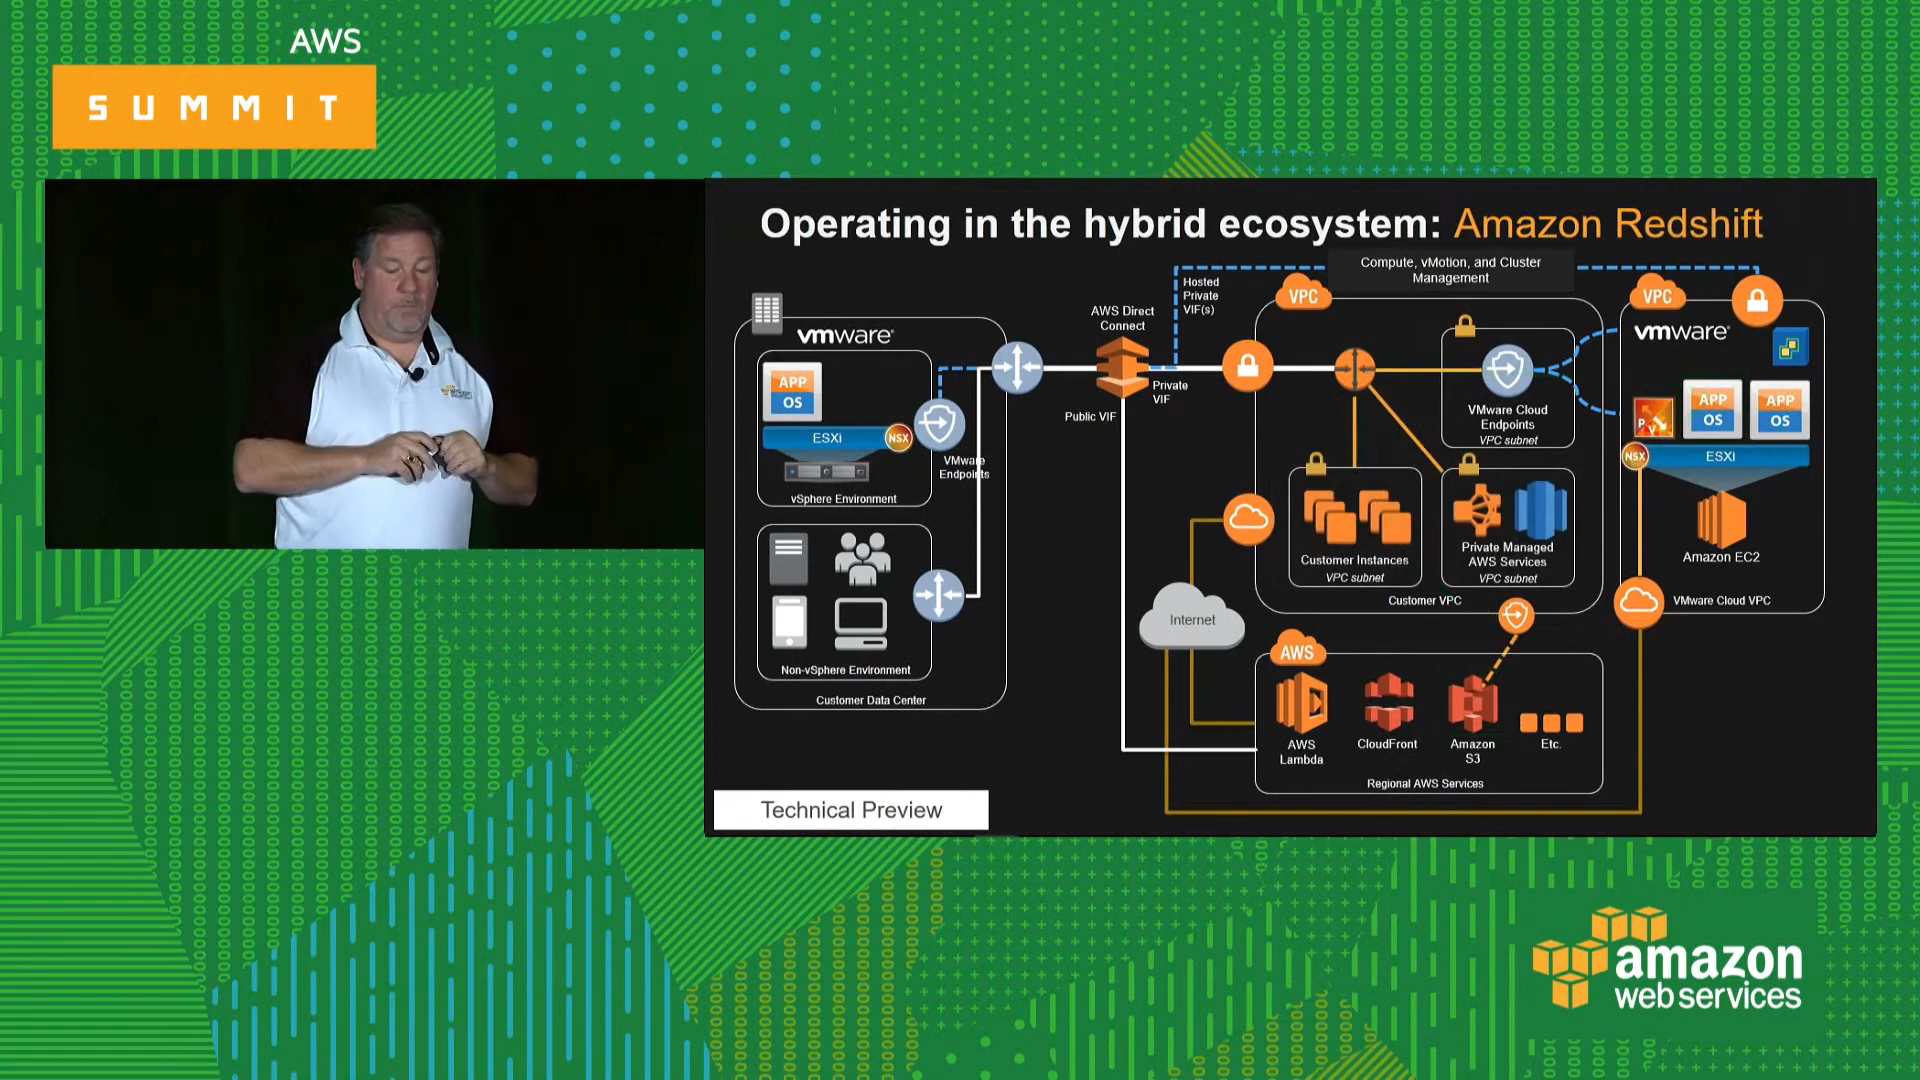 AWS
SUMMIT
Operating in the hybrid ecosystem: Amazon Redshift
Compute, vMotion, and Cluster
Management
Hosted
Private
VIF(s)
VPC
VPC
AWS Direct
Connect
vmware
vmware
APP
OS
ESXi
NSX
vSphere Environment
VMware
Endpoints
Public VIF
Private
VIF
VMware Cloud
Endpoints
VPC subnet
APP
OS
APP
OS
NSX
ESXi
Amazon EC2
VMware Cloud VPC
Customer Instances
VPC subnet
Private Managed
AWS Services
VPC subnet
Customer VPC
Internet
Non-vSphere Environment
Customer Data Center
AWS
AWS
Lambda
CloudFront
Amazon
S3
Etc.
Regional AWS Services
Technical Preview
amazon
web services